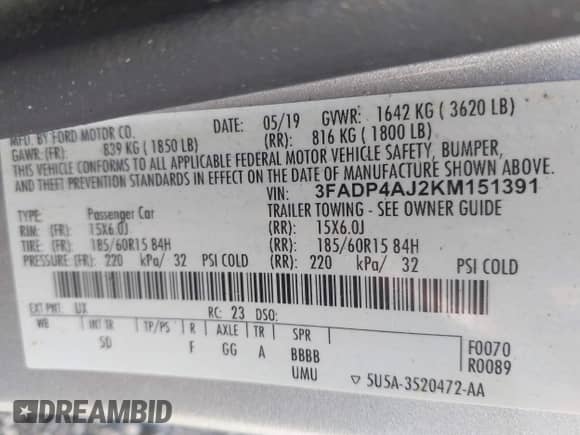 MFD. BY FORD MOTOR CO. DATE: 05/19 GVWR: 1642 KG (3620 LB)
GAWR: (FR): 839 KG (1850 LB) (RR): 816 KG (1800 LB)
THIS VEHICLE CONFORMS TO ALL APPLICABLE FEDERAL MOTOR VEHICLE SAFETY, BUMPER,
AND THEFT PREVENTION STANDARDS IN EFFECT ON THE DATE OF MANUFACTURE SHOWN ABOVE.
VIN: 3FADP4AJ2KM151391
TYPE: Passenger Car TRAILER TOWING - SEE OWNER GUIDE
RIM: (FR): 15X6.0J (RR): 15X6.0J
TIRE: (FR): 185/60R15 84H (RR): 185/60R15 84H
PRESSURE: (FR): 220 kPa/ 32 PSI COLD (RR): 220 kPa/ 32 PSI COLD
EXT PNT: UX RC: 23 DSO:
WB INT TR TP/PS R AXLE TR SPR
SD F GG A BBBB
UMU
F0070
R0089
▽ 5U5A-3520472-AA
DREAMBID